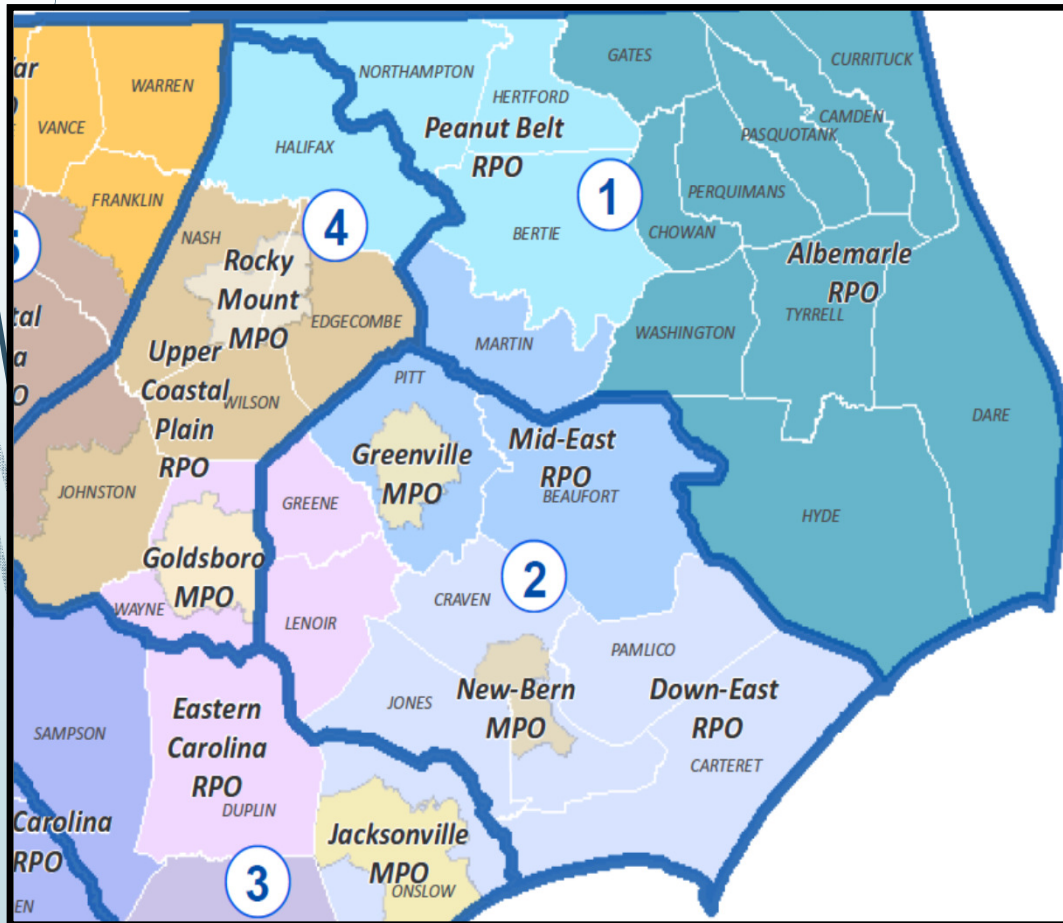 WARREN
VANCE
FRANKLIN
NORTHAMPTON
HERTFORD
GATES
CURRITUCK
CAMDEN
PASQUOTANK
PERQUIMANS
CHOWAN
HALIFAX
Peanut Belt
RPO
1
BERTIE
4
NASH
Rocky
Mount
MPO
EDGECOMBE
Albemarle
RPO
TYRRELL
WASHINGTON
MARTIN
DARE
HYDE
Upper
Coastal
Plain
RPO
WILSON
PITT
Greenville
MPO
Mid-East
RPO
BEAUFORT
JOHNSTON
GREENE
Goldsboro
MPO
WAYNE
LENOIR
2
CRAVEN
PAMLICO
JONES
New-Bern
MPO
Down-East
RPO
CARTERET
SAMPSON
Eastern
Carolina
RPO
DUPLIN
Carolina
RPO
Jacksonville
MPO
ONSLOW
3